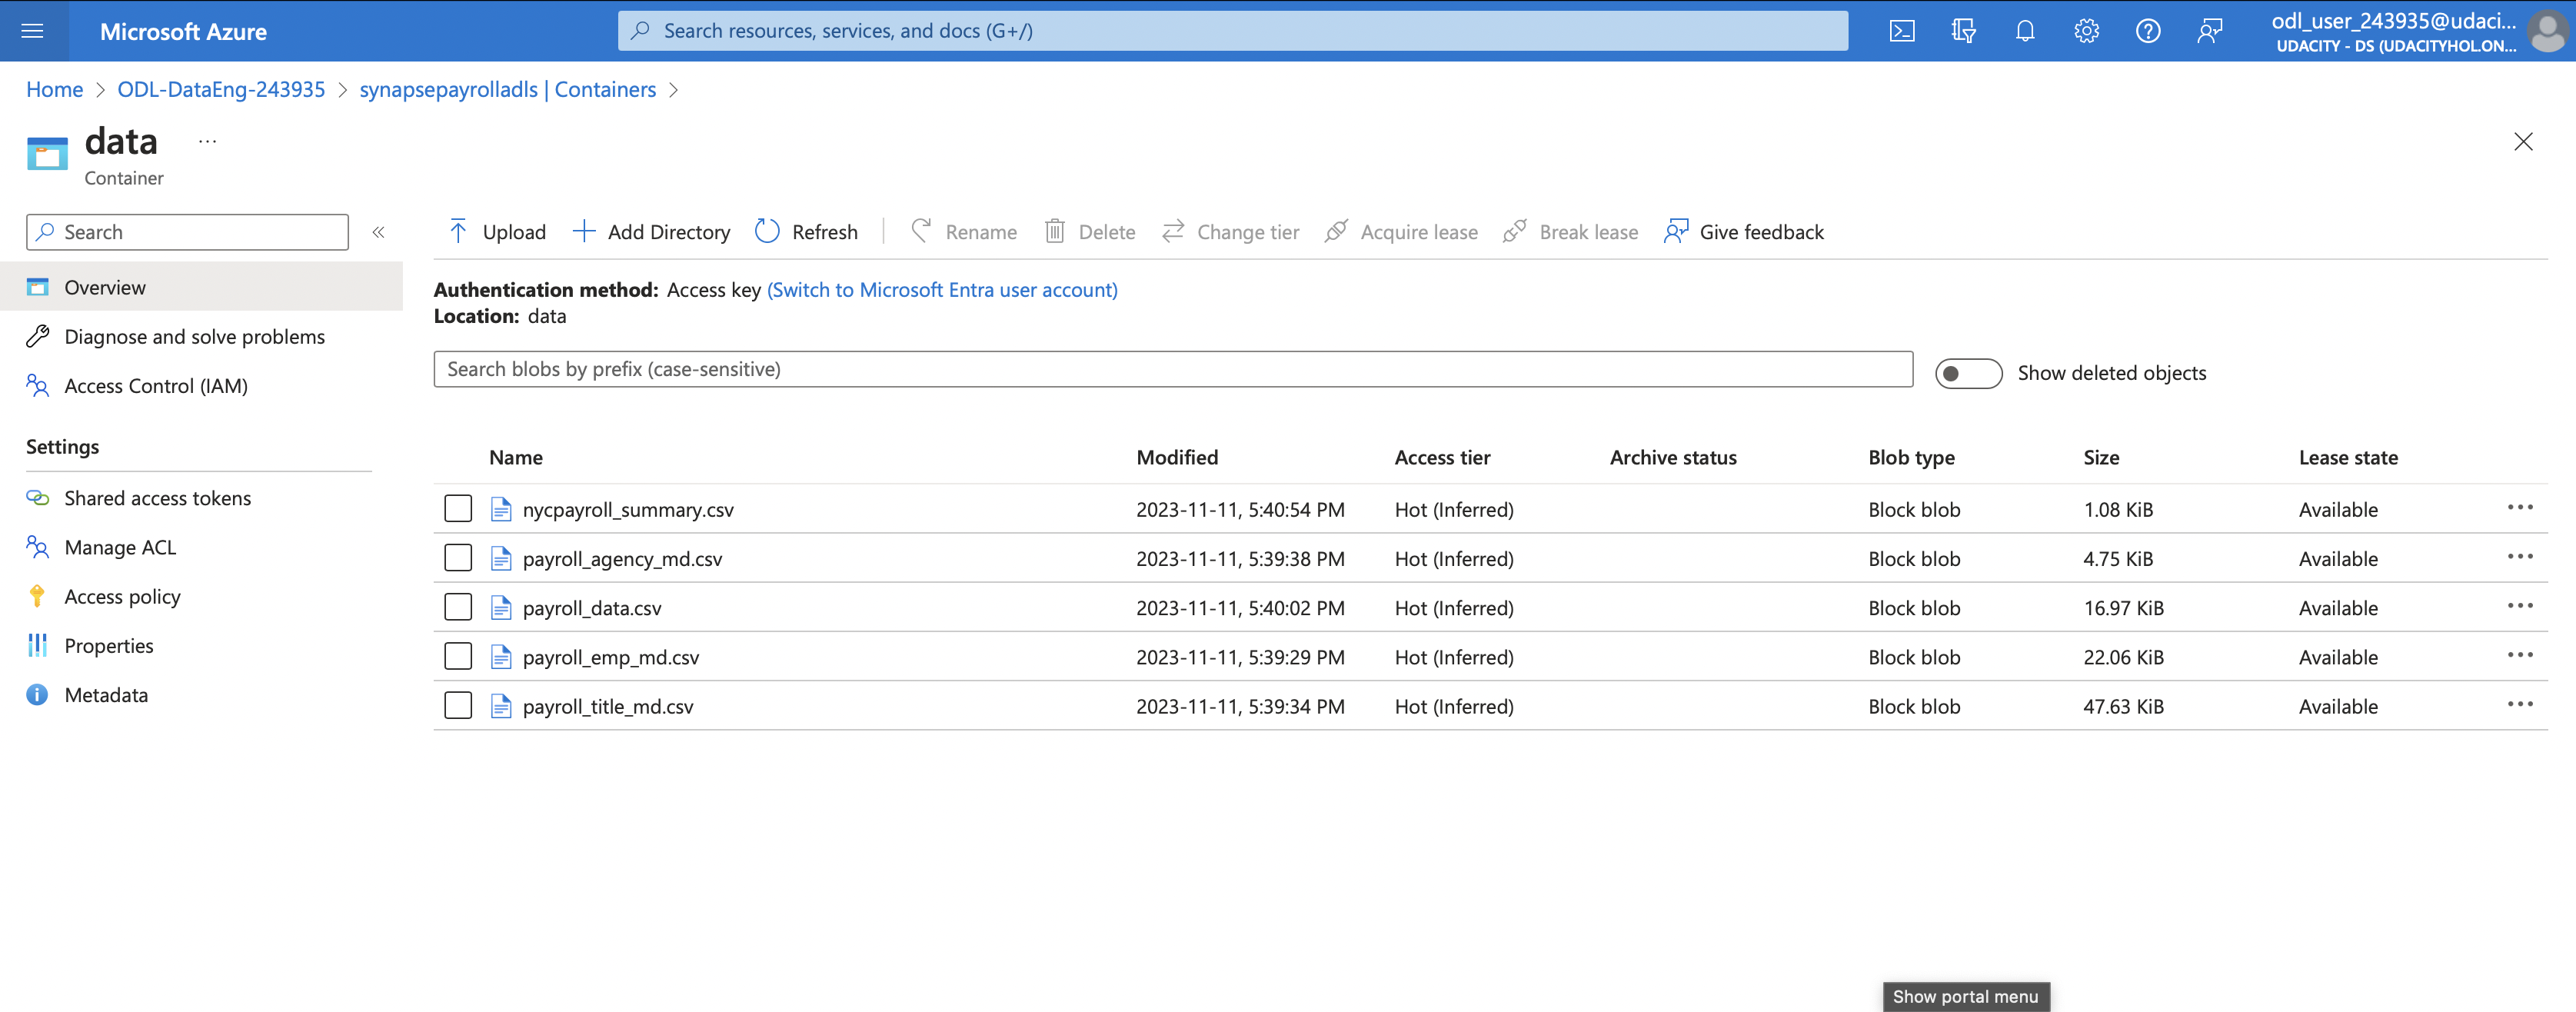 Microsoft Azure
Search resources, services, and docs (G+/)
odl_user_243935@udaci...
UDACITY - DS (UDACITYHOL.ON...
Home > ODL-DataEng-243935 > synapsepayrolladls | Containers >
data ...
Container
Search
Upload Add Directory Refresh Rename Delete Change tier Acquire lease Break lease Give feedback
Overview
Diagnose and solve problems
Access Control (IAM)
Settings
Shared access tokens
Manage ACL
Access policy
Properties
Metadata
Authentication method: Access key (Switch to Microsoft Entra user account)
Location: data
Search blobs by prefix (case-sensitive)
Show deleted objects
Name Modified Access tier Archive status Blob type Size Lease state
nycpayroll_summary.csv 2023-11-11, 5:40:54 PM Hot (Inferred) Block blob 1.08 KiB Available ...
payroll_agency_md.csv 2023-11-11, 5:39:38 PM Hot (Inferred) Block blob 4.75 KiB Available ...
payroll_data.csv 2023-11-11, 5:40:02 PM Hot (Inferred) Block blob 16.97 KiB Available ...
payroll_emp_md.csv 2023-11-11, 5:39:29 PM Hot (Inferred) Block blob 22.06 KiB Available ...
payroll_title_md.csv 2023-11-11, 5:39:34 PM Hot (Inferred) Block blob 47.63 KiB Available ...
Show portal menu